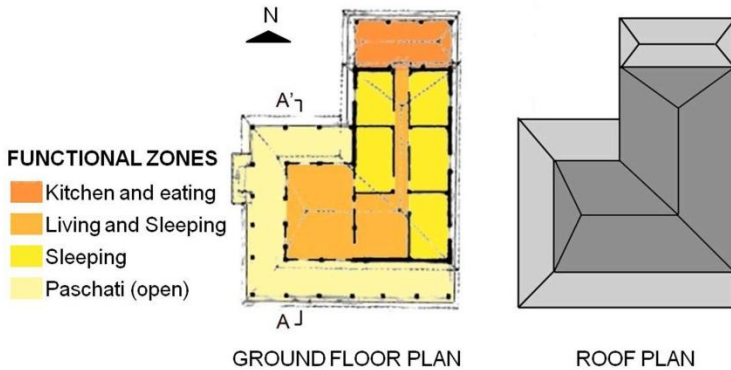 N
A'
FUNCTIONAL ZONES
Kitchen and eating
Living and Sleeping
Sleeping
Paschati (open)
A
GROUND FLOOR PLAN
ROOF PLAN